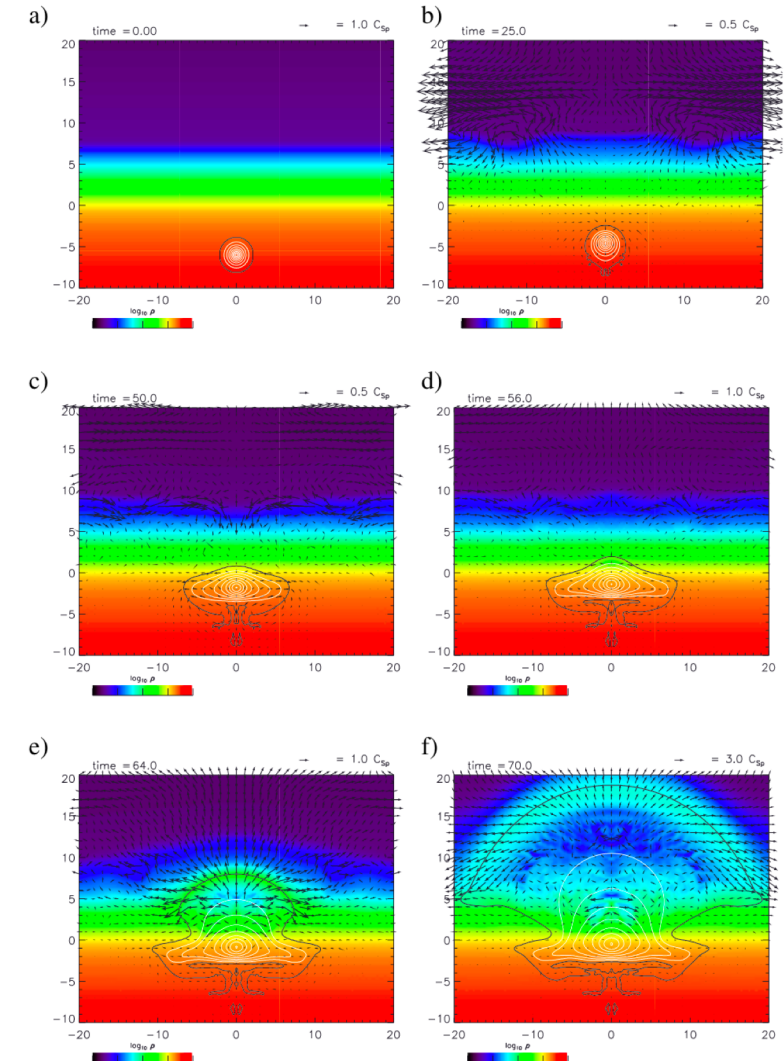 a)
time =0.00
→ = 1.0 C_Sp
20
15
10
5
0
−5
−10
−20 −10 0 10 20
log₁₀ ρ
b)
time =25.0
→ = 0.5 C_Sp
20
15
10
5
0
−5
−10
−20 −10 0 10 20
log₁₀ ρ
c)
time =50.0
→ = 0.5 C_Sp
20
15
10
5
0
−5
−10
−20 −10 0 10 20
log₁₀ ρ
d)
time =56.0
→ = 1.0 C_Sp
20
15
10
5
0
−5
−10
−20 −10 0 10 20
log₁₀ ρ
e)
time =64.0
→ = 1.0 C_Sp
20
15
10
5
0
−5
−10
−20 −10 0 10 20
log₁₀ ρ
f)
time =70.0
→ = 3.0 C_Sp
20
15
10
5
0
−5
−10
−20 −10 0 10 20
log₁₀ ρ